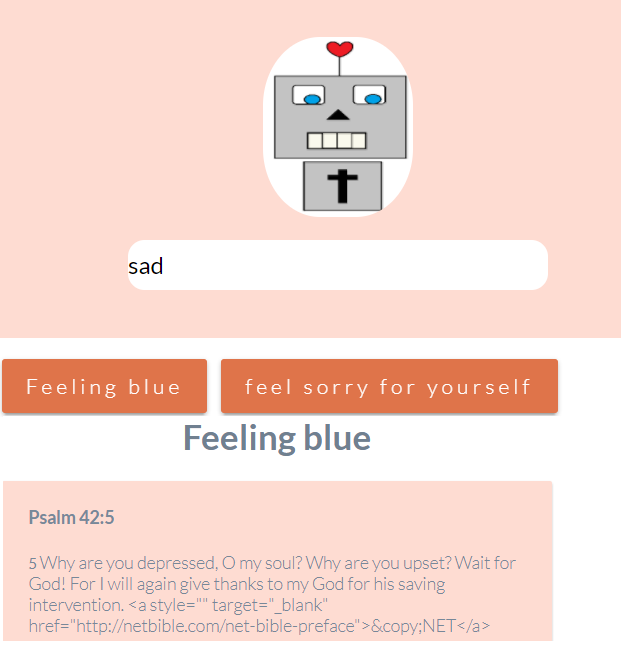 sad
Feeling blue feel sorry for yourself
Feeling blue
Psalm 42:5
5 Why are you depressed, O my soul? Why are you upset? Wait for
God! For I will again give thanks to my God for his saving
intervention. <a style="" target="_blank"
href="http://netbible.com/net-bible-preface">&copy;NET</a>